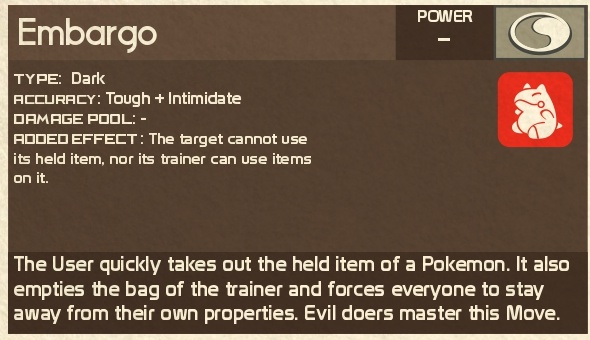 Embargo
POWER
–
TYPE: Dark
ACCURACY: Tough + Intimidate
DAMAGE POOL: -
ADDED EFFECT: The target cannot use
its held item, nor its trainer can use items
on it.
The User quickly takes out the held item of a Pokemon. It also
empties the bag of the trainer and forces everyone to stay
away from their own properties. Evil doers master this Move.